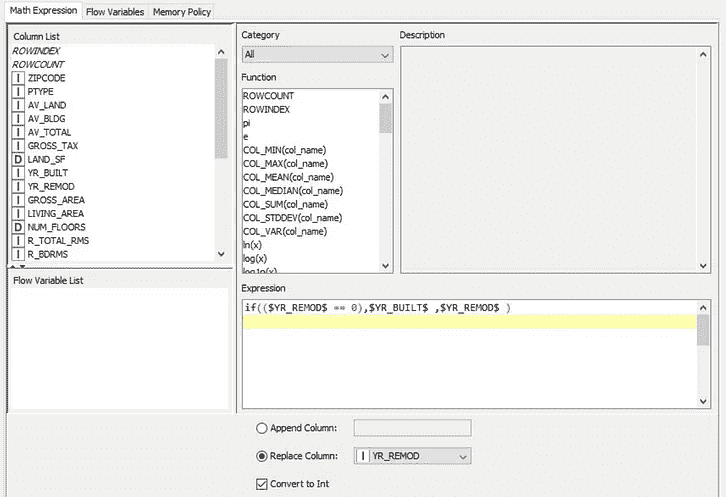 Math Expression Flow Variables Memory Policy
Column List
ROWINDEX
ROWCOUNT
I ZIPCODE
I PTYPE
I AV_LAND
I AV_BLDG
I AV_TOTAL
I GROSS_TAX
D LAND_SF
I YR_BUILT
I YR_REMOD
I GROSS_AREA
I LIVING_AREA
D NUM_FLOORS
I R_TOTAL_RMS
I R_BDRMS
Flow Variable List
Category
All
Function
ROWCOUNT
ROWINDEX
pi
e
COL_MIN(col_name)
COL_MAX(col_name)
COL_MEAN(col_name)
COL_MEDIAN(col_name)
COL_SUM(col_name)
COL_STDDEV(col_name)
COL_VAR(col_name)
ln(x)
log(x)
log1p(x)
Description
Expression
if(($YR_REMOD$ == 0),$YR_BUILT$ ,$YR_REMOD$ )
Append Column:
Replace Column: I YR_REMOD
Convert to Int